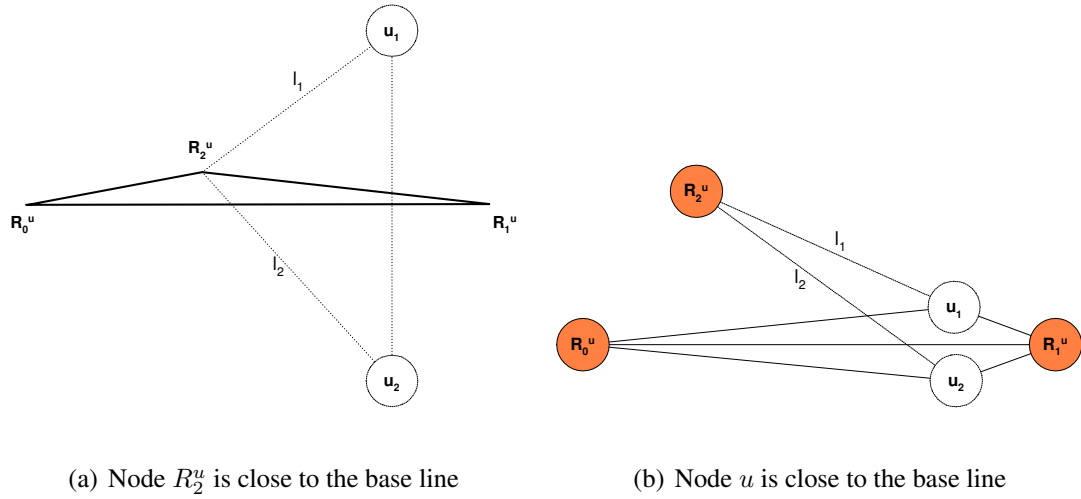 u₁
l₁
R₂ᵘ
R₀ᵘ
R₁ᵘ
l₂
u₂
R₂ᵘ
l₁
l₂
u₁
R₀ᵘ
R₁ᵘ
u₂
(a) Node R₂ᵘ is close to the base line
(b) Node u is close to the base line